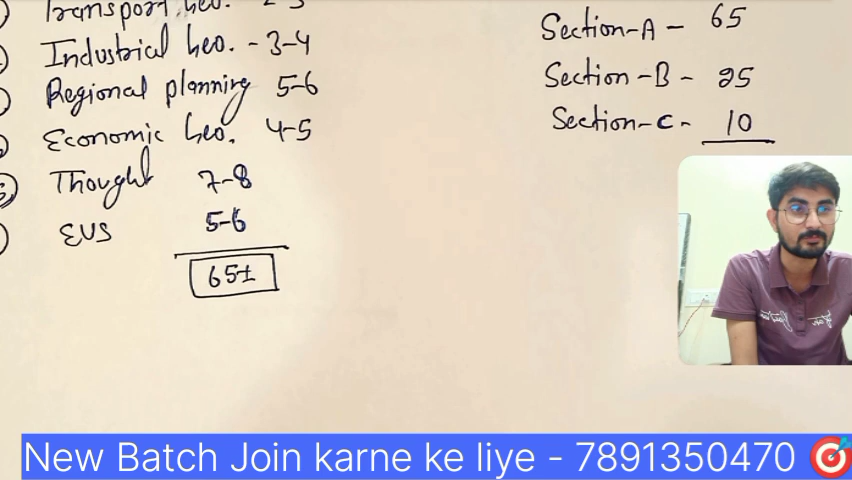 Transport Geo. 2-3
Industrial Geo. - 3-4
Regional planning 5-6
Economic Geo. 4-5
Thought 7-8
EVS 5-6
65±
Section-A - 65
Section-B - 25
Section-C - 10
New Batch Join karne ke liye - 7891350470 🎯